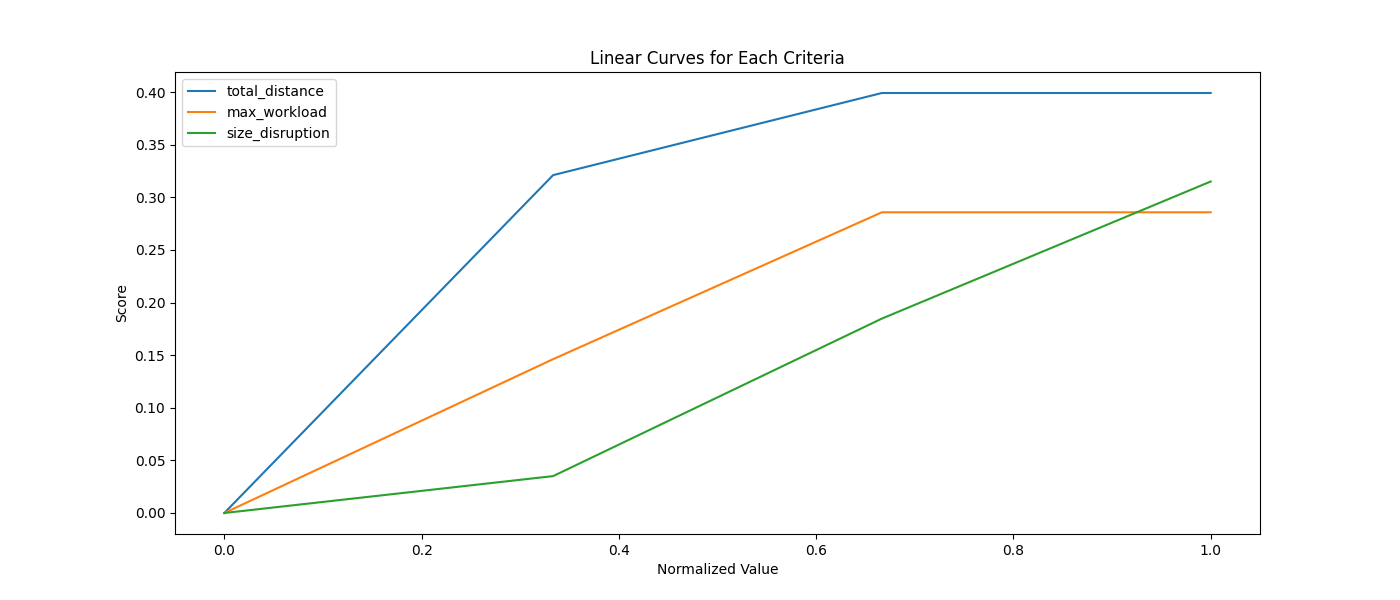 Linear Curves for Each Criteria
total_distance
max_workload
size_disruption
0.40
0.35
0.30
0.25
0.20
0.15
0.10
0.05
0.00
Score
0.0 0.2 0.4 0.6 0.8 1.0
Normalized Value